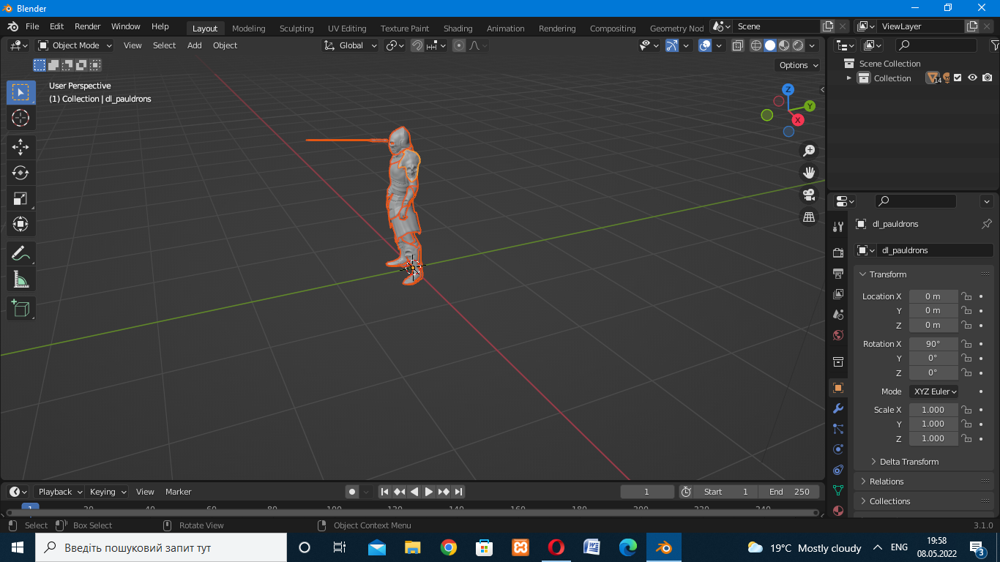 Blender
File Edit Render Window Help Layout Modeling Sculpting UV Editing Texture Paint Shading Animation Rendering Compositing Geometry Nod Scene ViewLayer
Object Mode View Select Add Object Global
Options
User Perspective
(1) Collection | dl_pauldrons
Z
Y
X
Scene Collection
Collection 14
dl_pauldrons
dl_pauldrons
Transform
Location X 0 m
Y 0 m
Z 0 m
Rotation X 90°
Y 0°
Z 0°
Mode XYZ Euler
Scale X 1.000
Y 1.000
Z 1.000
Delta Transform
Relations
Collections
Playback Keying View Marker 1 Start 1 End 250
1 20 40 60 80 100 120 140 160 180 200 220 240
Select Box Select Rotate View Object Context Menu 3.1.0
Введіть пошуковий запит тут
19°C Mostly cloudy ENG
19:58
08.05.2022
3